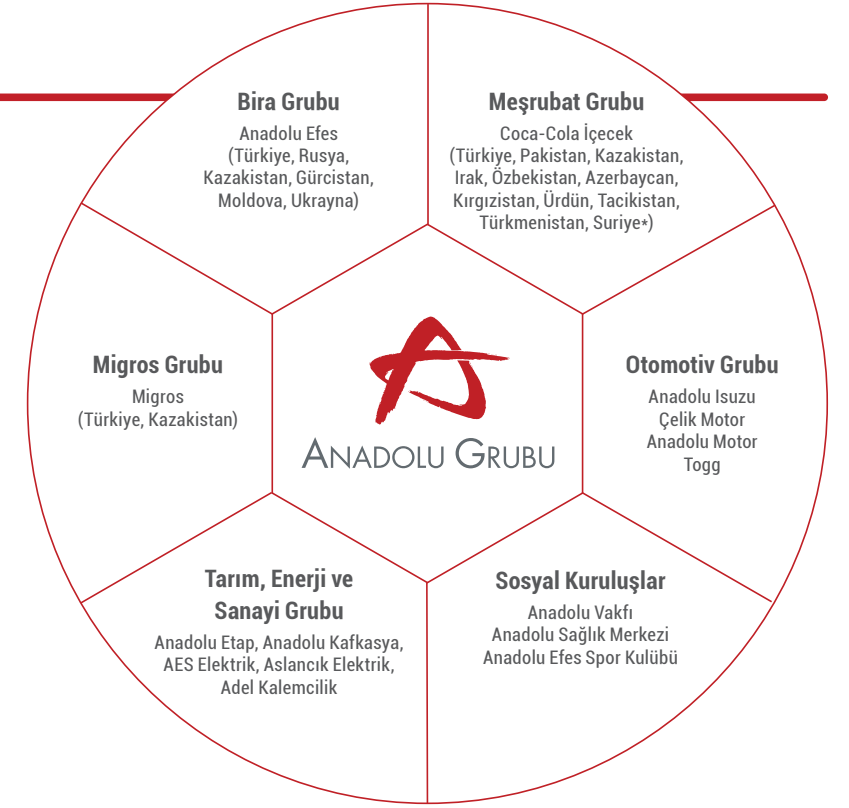 Bira Grubu
Anadolu Efes
(Türkiye, Rusya,
Kazakistan, Gürcistan,
Moldova, Ukrayna)
Meşrubat Grubu
Coca-Cola İçecek
(Türkiye, Pakistan, Kazakistan,
Irak, Özbekistan, Azerbaycan,
Kırgızistan, Ürdün, Tacikistan,
Türkmenistan, Suriye*)
Migros Grubu
Migros
(Türkiye, Kazakistan)
ANADOLU GRUBU
Otomotiv Grubu
Anadolu Isuzu
Çelik Motor
Anadolu Motor
Togg
Tarım, Enerji ve
Sanayi Grubu
Anadolu Etap, Anadolu Kafkasya,
AES Elektrik, Aslancık Elektrik,
Adel Kalemcilik
Sosyal Kuruluşlar
Anadolu Vakfı
Anadolu Sağlık Merkezi
Anadolu Efes Spor Kulübü